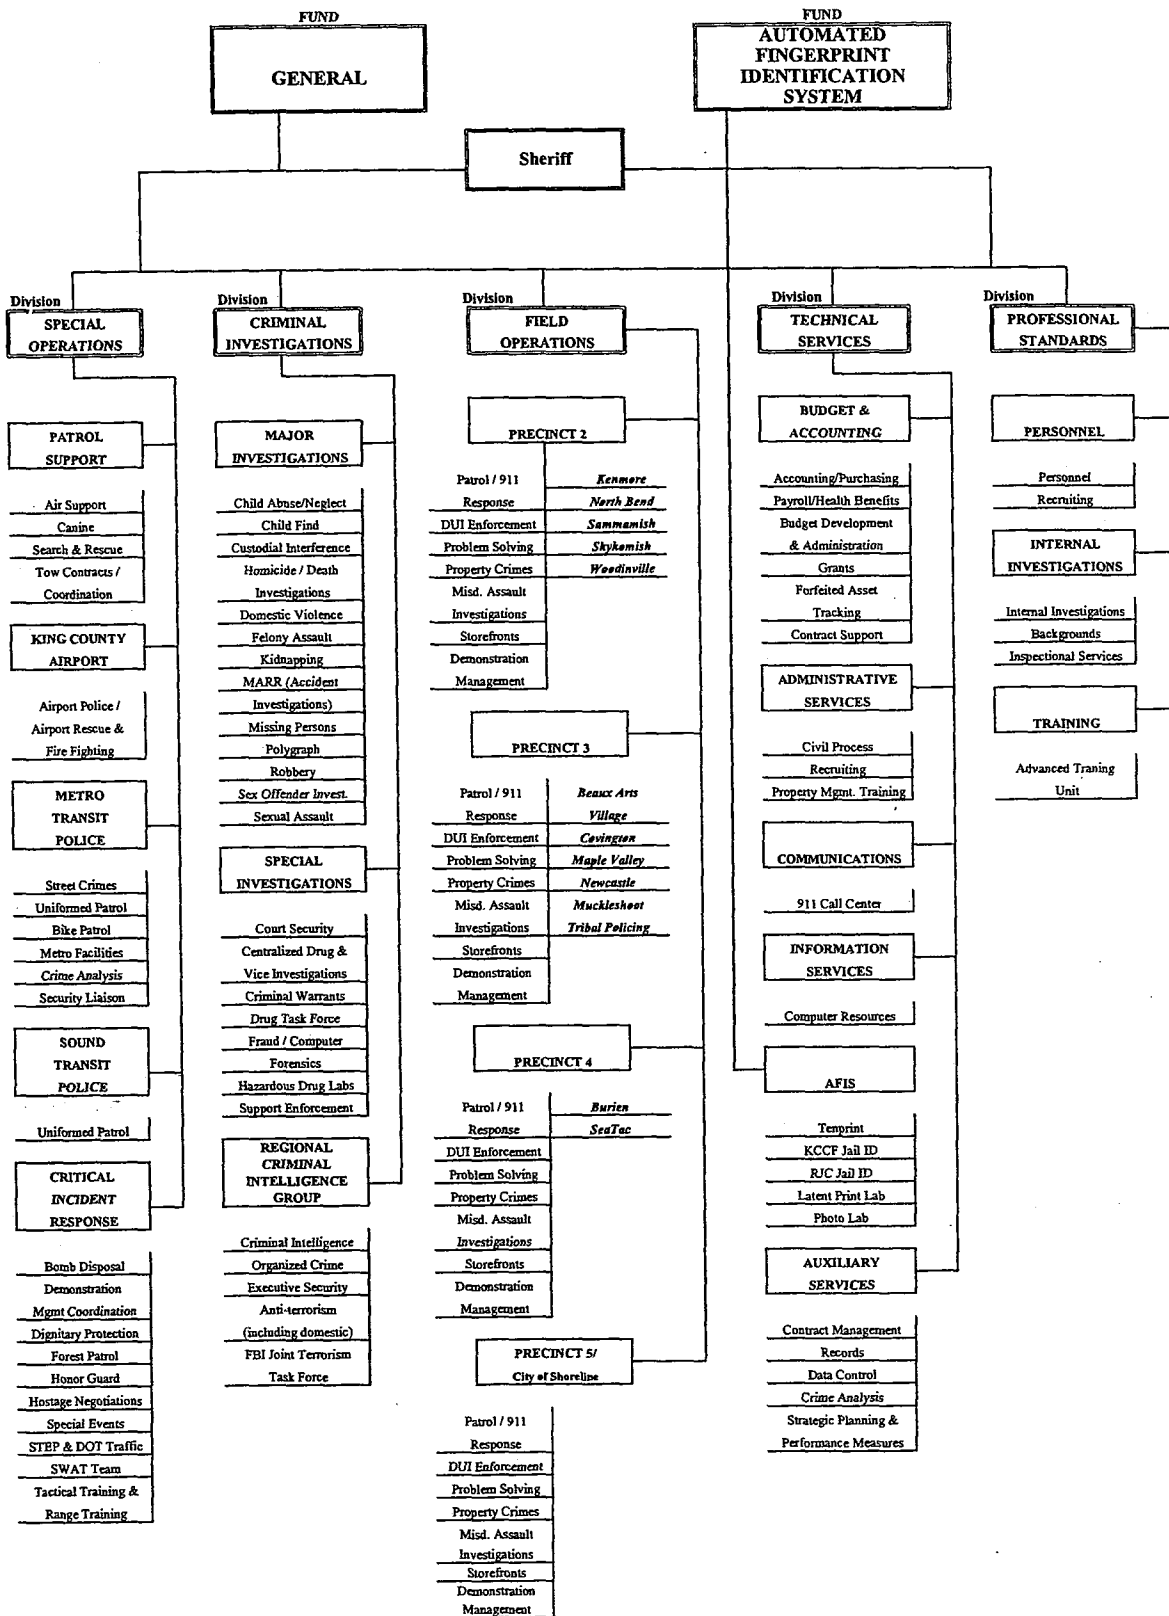 FUND
GENERAL
FUND
AUTOMATED
FINGERPRINT
IDENTIFICATION
SYSTEM
Sheriff
Division
SPECIAL
OPERATIONS
PATROL
SUPPORT
Air Support
Canine
Search & Rescue
Tow Contracts /
Coordination
KING COUNTY
AIRPORT
Airport Police /
Airport Rescue &
Fire Fighting
METRO
TRANSIT
POLICE
Street Crimes
Uniformed Patrol
Bike Patrol
Metro Facilities
Crime Analysis
Security Liaison
SOUND
TRANSIT
POLICE
Uniformed Patrol
CRITICAL
INCIDENT
RESPONSE
Bomb Disposal
Demonstration
Mgmt Coordination
Dignitary Protection
Forest Patrol
Honor Guard
Hostage Negotiations
Special Events
STEP & DOT Traffic
SWAT Team
Tactical Training &
Range Training
Division
CRIMINAL
INVESTIGATIONS
MAJOR
INVESTIGATIONS
Child Abuse/Neglect
Child Find
Custodial Interference
Homicide / Death
Investigations
Domestic Violence
Felony Assault
Kidnapping
MARR (Accident
Investigations)
Missing Persons
Polygraph
Robbery
Sex Offender Invest.
Sexual Assault
SPECIAL
INVESTIGATIONS
Court Security
Centralized Drug &
Vice Investigations
Criminal Warrants
Drug Task Force
Fraud / Computer
Forensics
Hazardous Drug Labs
Support Enforcement
REGIONAL
CRIMINAL
INTELLIGENCE
GROUP
Criminal Intelligence
Organized Crime
Executive Security
Anti-terrorism
(including domestic)
FBI Joint Terrorism
Task Force
Division
FIELD
OPERATIONS
PRECINCT 2
Patrol / 911
Response
DUI Enforcement
Problem Solving
Property Crimes
Misd. Assault
Investigations
Storefronts
Demonstration
Management
Kenmore
North Bend
Sammamish
Skykomish
Woodinville
PRECINCT 3
Patrol / 911
Response
DUI Enforcement
Problem Solving
Property Crimes
Misd. Assault
Investigations
Storefronts
Demonstration
Management
Beaux Arts
Village
Covington
Maple Valley
Newcastle
Muckleshoot
Tribal Policing
PRECINCT 4
Patrol / 911
Response
DUI Enforcement
Problem Solving
Property Crimes
Misd. Assault
Investigations
Storefronts
Demonstration
Management
Burien
SeaTac
PRECINCT 5/
City of Shoreline
Patrol / 911
Response
DUI Enforcement
Problem Solving
Property Crimes
Misd. Assault
Investigations
Storefronts
Demonstration
Management
Division
TECHNICAL
SERVICES
BUDGET &
ACCOUNTING
Accounting/Purchasing
Payroll/Health Benefits
Budget Development
& Administration
Grants
Forfeited Asset
Tracking
Contract Support
ADMINISTRATIVE
SERVICES
Civil Process
Recruiting
Property Mgmt. Training
COMMUNICATIONS
911 Call Center
INFORMATION
SERVICES
Computer Resources
AFIS
Tenprint
KCCF Jail ID
RJC Jail ID
Latent Print Lab
Photo Lab
AUXILIARY
SERVICES
Contract Management
Records
Data Control
Crime Analysis
Strategic Planning &
Performance Measures
Division
PROFESSIONAL
STANDARDS
PERSONNEL
Personnel
Recruiting
INTERNAL
INVESTIGATIONS
Internal Investigations
Backgrounds
Inspectional Services
TRAINING
Advanced Traning
Unit